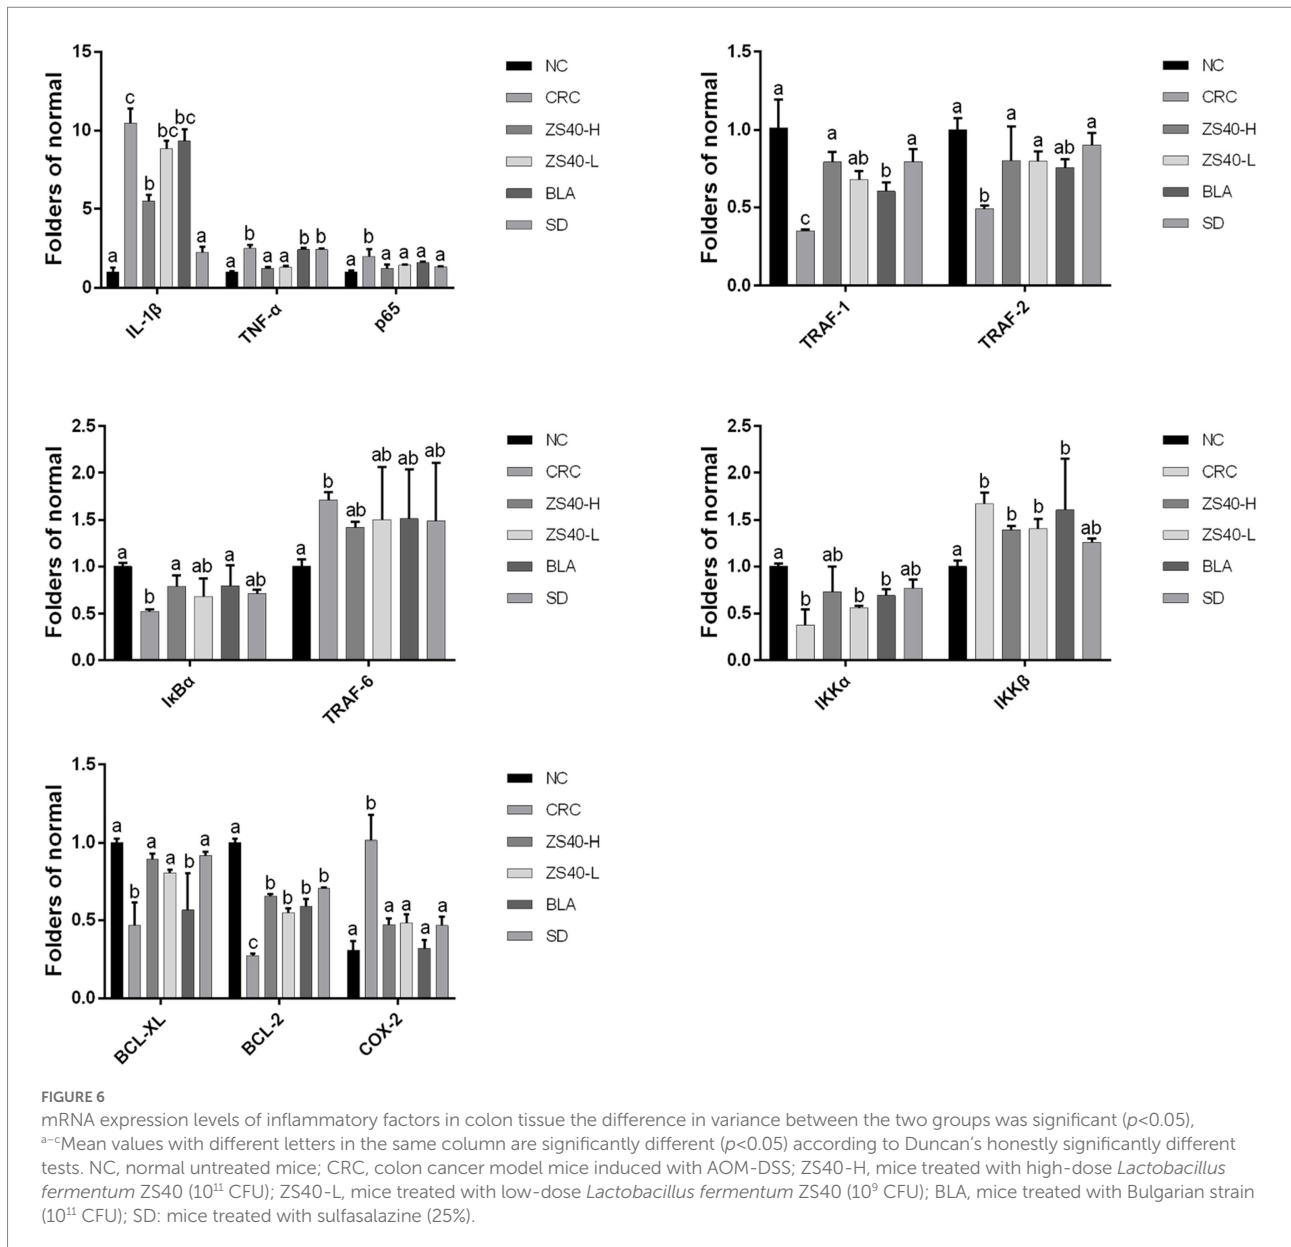 15
10
5
0
Folders of normal
a c b bc bc a
a b a a b b
a b a a a a
IL-1β
TNF-α
p65
NC
CRC
ZS40-H
ZS40-L
BLA
SD
1.5
1.0
0.5
0.0
Folders of normal
a c a ab b a
a b a a ab a
TRAF-1
TRAF-2
NC
CRC
ZS40-H
ZS40-L
BLA
SD
2.5
2.0
1.5
1.0
0.5
0.0
Folders of normal
a b a ab a ab
a b ab ab ab ab
IκBα
TRAF-6
NC
CRC
ZS40-H
ZS40-L
BLA
SD
2.5
2.0
1.5
1.0
0.5
0.0
Folders of normal
a b ab b b ab
a b b b b ab
IKKα
IKKβ
NC
CRC
ZS40-H
ZS40-L
BLA
SD
1.5
1.0
0.5
0.0
Folders of normal
a b a a b a
a c b b b b
a b a a a a
BCL-XL
BCL-2
COX-2
NC
CRC
ZS40-H
ZS40-L
BLA
SD
FIGURE 6
mRNA expression levels of inflammatory factors in colon tissue the difference in variance between the two groups was significant (p<0.05),
a–cMean values with different letters in the same column are significantly different (p<0.05) according to Duncan's honestly significantly different
tests. NC, normal untreated mice; CRC, colon cancer model mice induced with AOM-DSS; ZS40-H, mice treated with high-dose Lactobacillus
fermentum ZS40 (10¹¹ CFU); ZS40-L, mice treated with low-dose Lactobacillus fermentum ZS40 (10⁹ CFU); BLA, mice treated with Bulgarian strain
(10¹¹ CFU); SD: mice treated with sulfasalazine (25%).